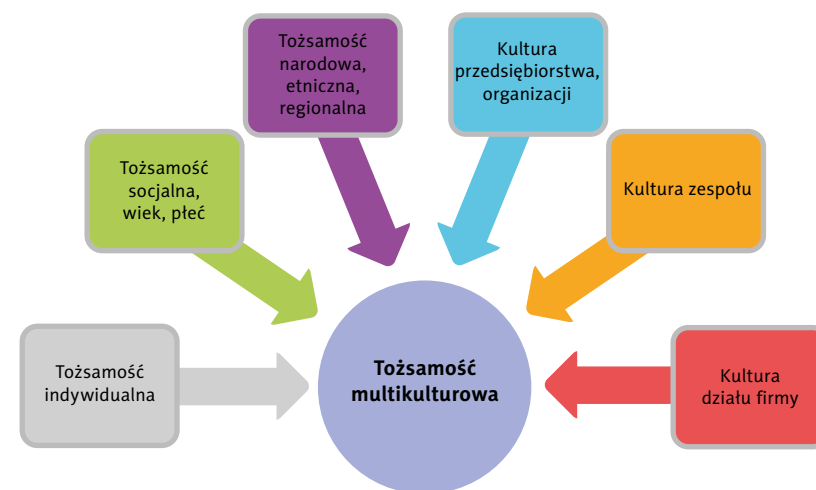 Tożsamość
narodowa,
etniczna,
regionalna
Kultura
przedsiębiorstwa,
organizacji
Tożsamość
socjalna,
wiek, płeć
Kultura zespołu
Tożsamość
indywidualna
Tożsamość
multikulturowa
Kultura
działu firmy